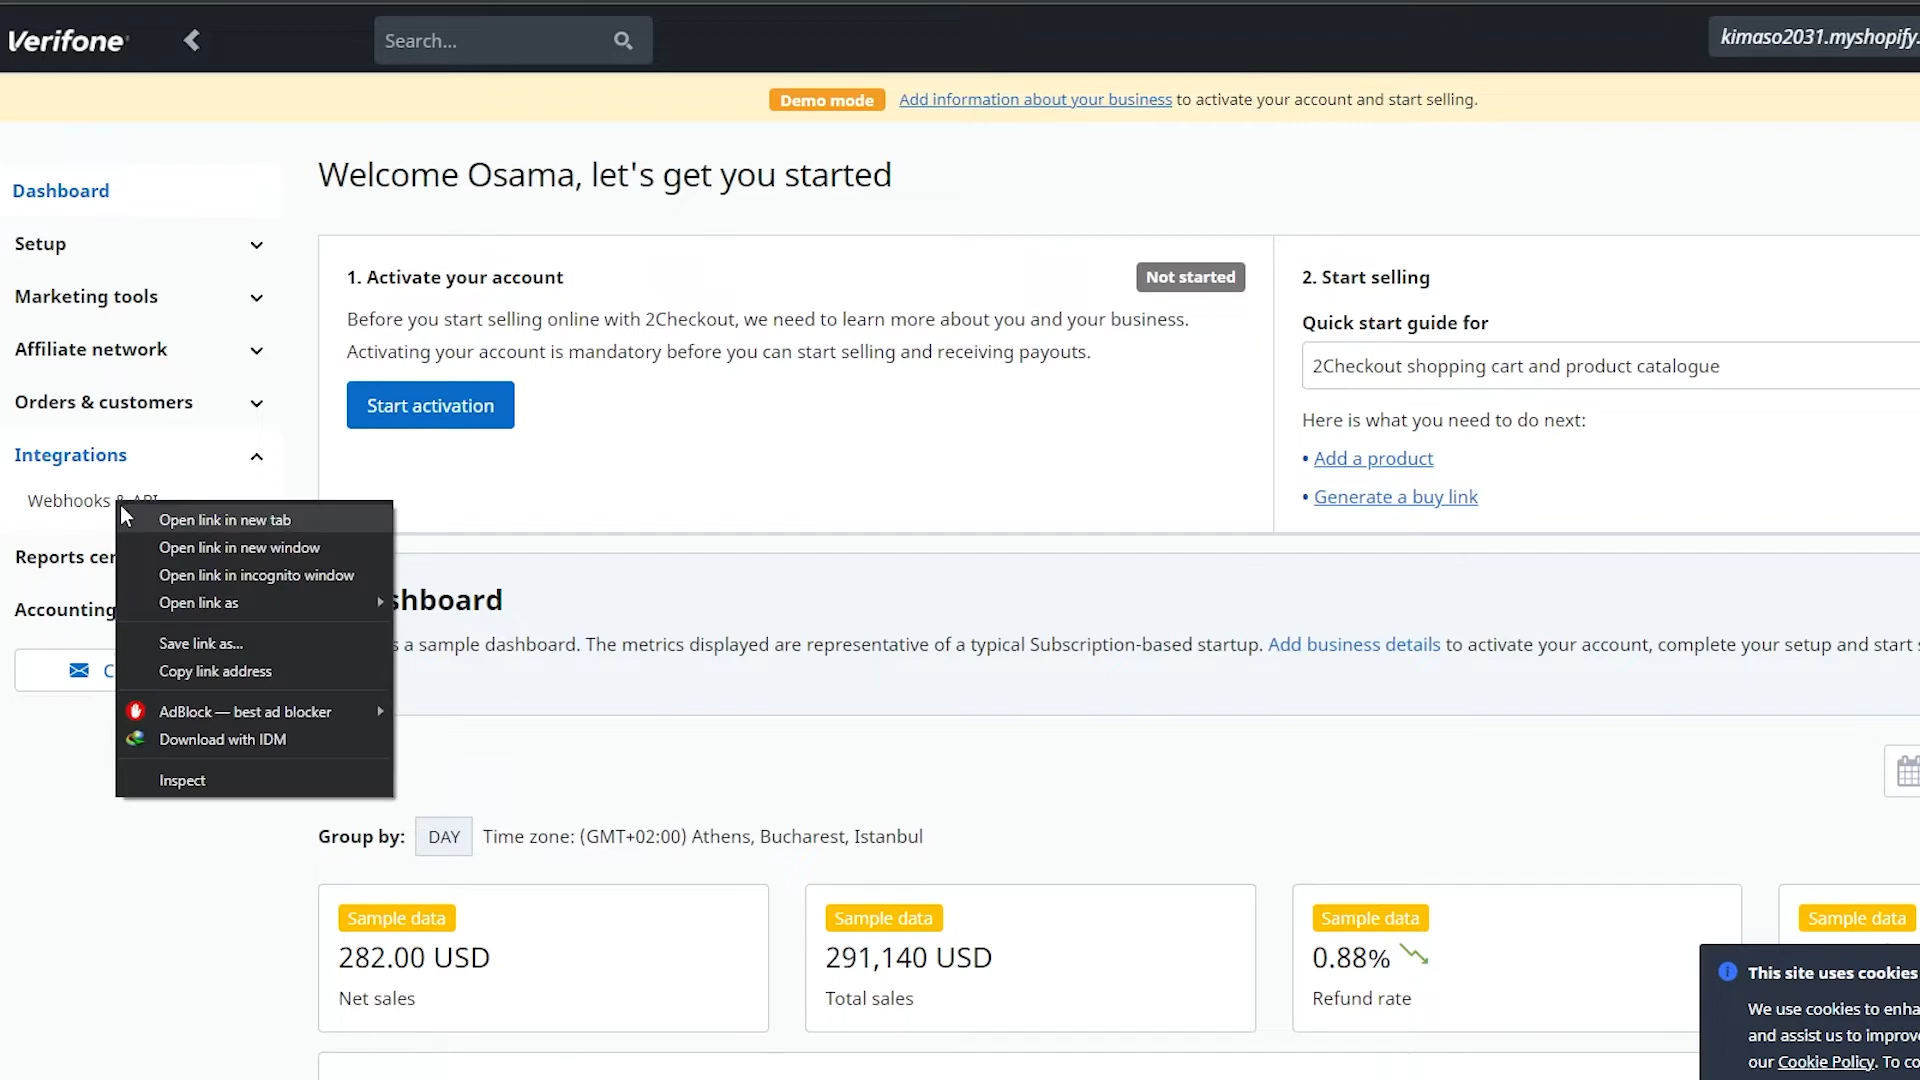 Verifone
Search...
kimaso2031.myshopify.
Demo mode Add information about your business to activate your account and start selling.
Welcome Osama, let's get you started
Dashboard
Setup
Marketing tools
Affiliate network
Orders & customers
Integrations
Webhooks & API
Reports cen
Accounting
C
1. Activate your account
Not started
Before you start selling online with 2Checkout, we need to learn more about you and your business.
Activating your account is mandatory before you can start selling and receiving payouts.
Start activation
2. Start selling
Quick start guide for
2Checkout shopping cart and product catalogue
Here is what you need to do next:
• Add a product
• Generate a buy link
Open link in new tab
Open link in new window
Open link in incognito window
Open link as
Save link as...
Copy link address
AdBlock — best ad blocker
Download with IDM
Inspect
shboard
s a sample dashboard. The metrics displayed are representative of a typical Subscription-based startup. Add business details to activate your account, complete your setup and start s
Group by: DAY Time zone: (GMT+02:00) Athens, Bucharest, Istanbul
Sample data
282.00 USD
Net sales
Sample data
291,140 USD
Total sales
Sample data
0.88%
Refund rate
Sample data
This site uses cookies
We use cookies to enha
and assist us to improve
our Cookie Policy. To co